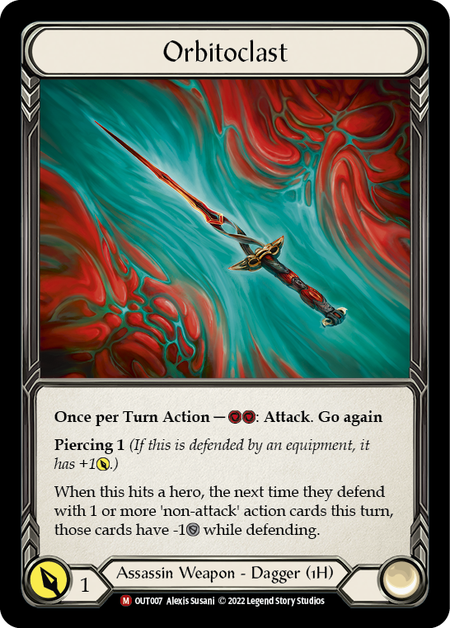 Orbitoclast
Once per Turn Action — : Attack. Go again
Piercing 1 (If this is defended by an equipment, it
has +1.)
When this hits a hero, the next time they defend
with 1 or more 'non-attack' action cards this turn,
those cards have -1 while defending.
1
Assassin Weapon - Dagger (1H)
M OUT007 Alexis Susani © 2022 Legend Story Studios